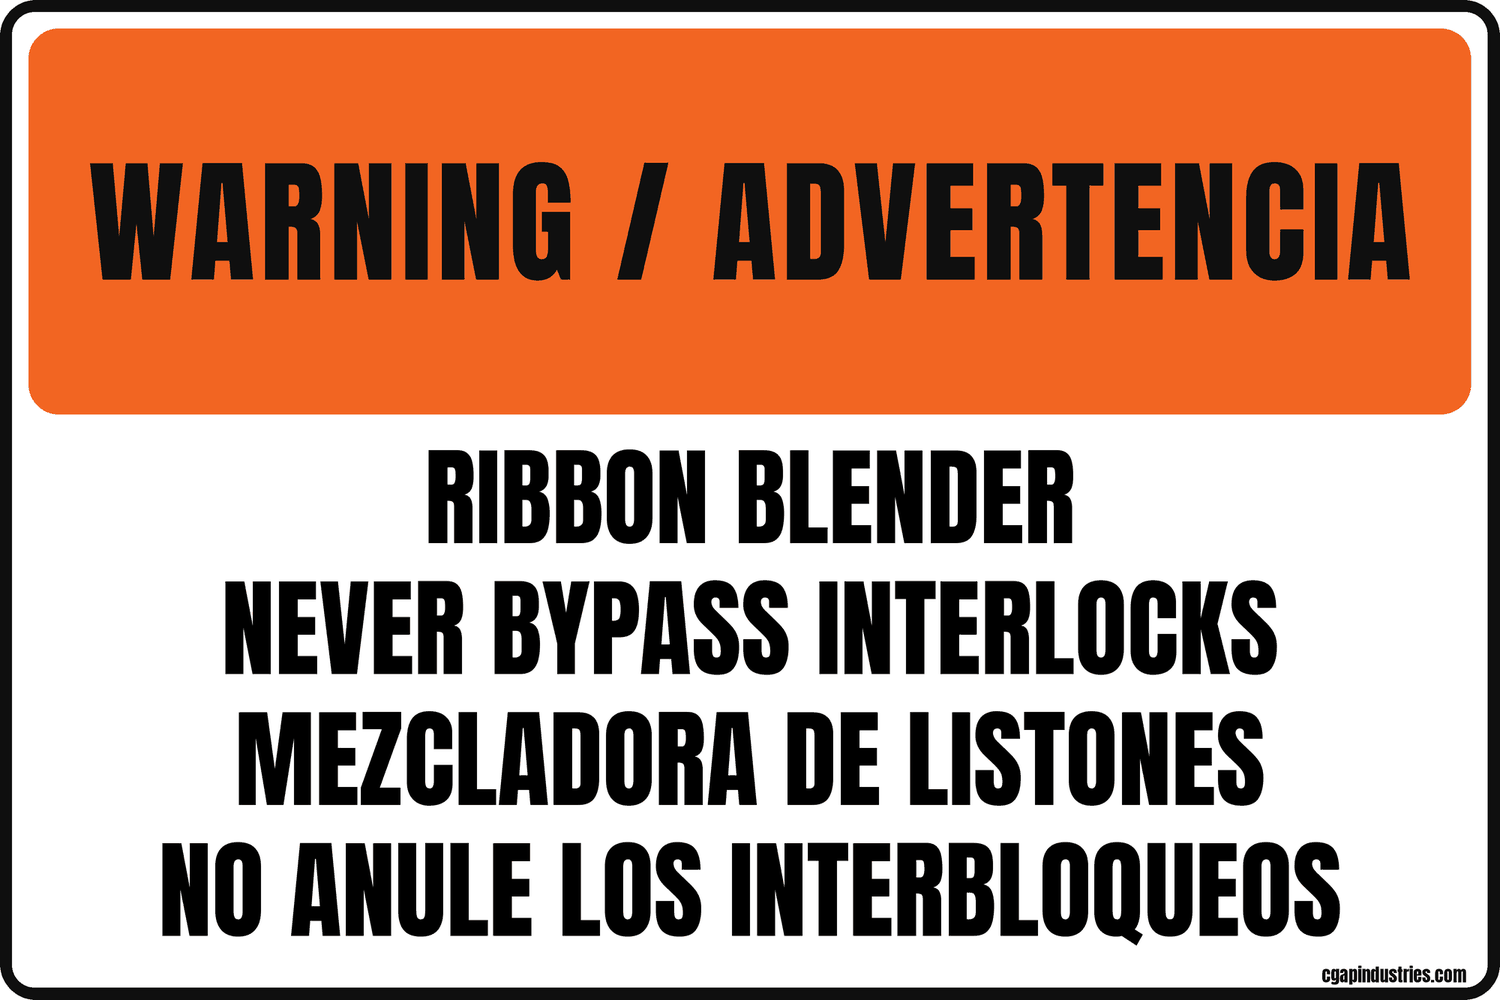 WARNING / ADVERTENCIA
RIBBON BLENDER
NEVER BYPASS INTERLOCKS
MEZCLADORA DE LISTONES
NO ANULE LOS INTERBLOQUEOS
cgapindustries.com